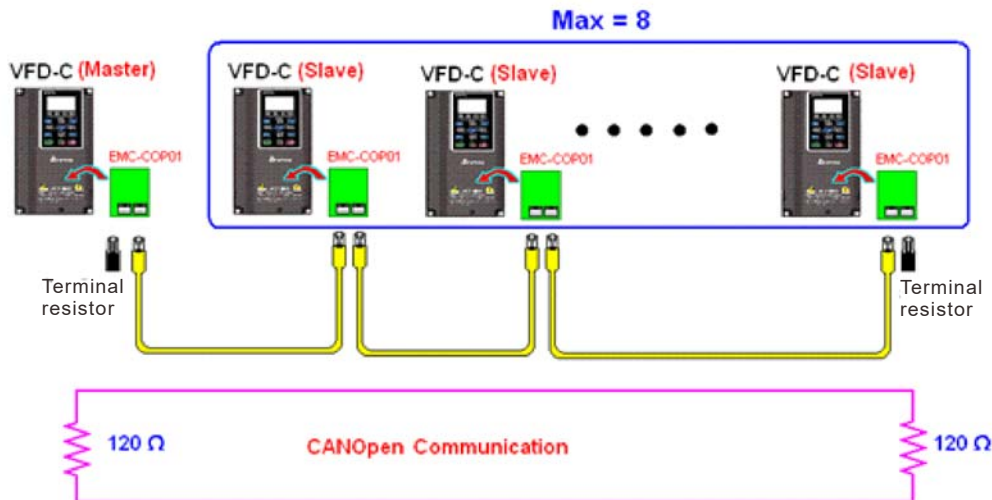 Max = 8
VFD-C (Master)
VFD-C (Slave)
VFD-C (Slave)
VFD-C (Slave)
EMC-COP01
EMC-COP01
EMC-COP01
EMC-COP01
Terminal
resistor
Terminal
resistor
120 Ω
CANOpen Communication
120 Ω